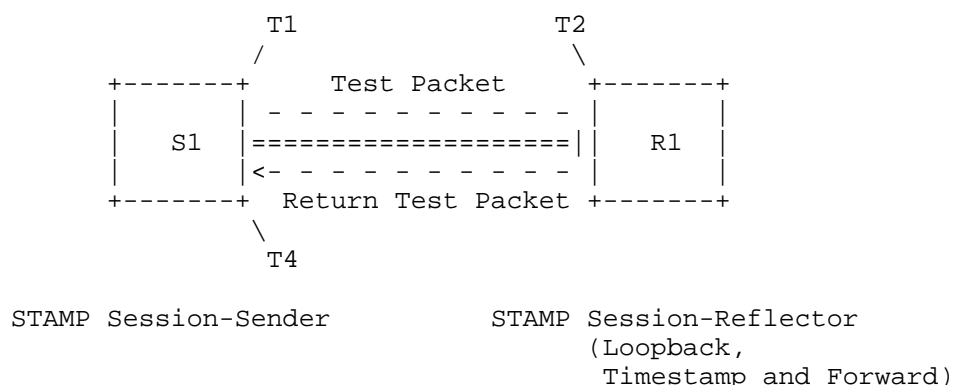 T1 T2
Test Packet
S1 R1
Return Test Packet
T4
STAMP Session-Sender STAMP Session-Reflector
(Loopback,
Timestamp and Forward)